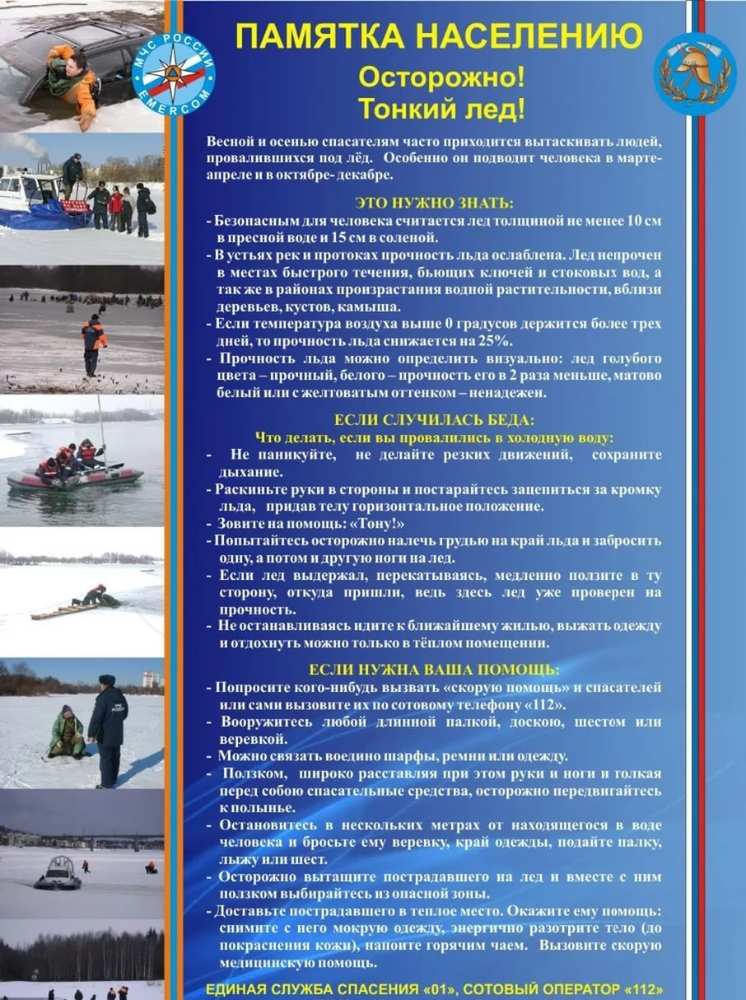 ПАМЯТКА НАСЕЛЕНИЮ
Осторожно!
Тонкий лед!
МЧС РОССИИ
EMERCOM
Весной и осенью спасателям часто приходится вытаскивать людей,
провалившихся под лёд. Особенно он подводит человека в марте-
апреле и в октябре- декабре.
ЭТО НУЖНО ЗНАТЬ:
- Безопасным для человека считается лед толщиной не менее 10 см
в пресной воде и 15 см в соленой.
- В устьях рек и протоках прочность льда ослаблена. Лед непрочен
в местах быстрого течения, бьющих ключей и стоковых вод, а
так же в районах произрастания водной растительности, вблизи
деревьев, кустов, камыша.
- Если температура воздуха выше 0 градусов держится более трех
дней, то прочность льда снижается на 25%.
- Прочность льда можно определить визуально: лед голубого
цвета – прочный, белого – прочность его в 2 раза меньше, матово
белый или с желтоватым оттенком – ненадежен.
ЕСЛИ СЛУЧИЛАСЬ БЕДА:
Что делать, если вы провалились в холодную воду:
- Не паникуйте, не делайте резких движений, сохраните
дыхание.
- Раскиньте руки в стороны и постарайтесь зацепиться за кромку
льда, придав телу горизонтальное положение.
- Зовите на помощь: «Тону!»
- Попытайтесь осторожно налечь грудью на край льда и забросить
одну, а потом и другую ноги на лед.
- Если лед выдержал, перекатываясь, медленно ползите в ту
сторону, откуда пришли, ведь здесь лед уже проверен на
прочность.
- Не останавливаясь идите к ближайшему жилью, выжать одежду
и отдохнуть можно только в тёплом помещении.
ЕСЛИ НУЖНА ВАША ПОМОЩЬ:
- Попросите кого-нибудь вызвать «скорую помощь» и спасателей
или сами вызовите их по сотовому телефону «112».
- Вооружитесь любой длинной палкой, доскою, шестом или
веревкой.
- Можно связать воедино шарфы, ремни или одежду.
- Ползком, широко расставляя при этом руки и ноги и толкая
перед собою спасательные средства, осторожно передвигайтесь
к полынье.
- Остановитесь в нескольких метрах от находящегося в воде
человека и бросьте ему веревку, край одежды, подайте палку,
лыжу или шест.
- Осторожно вытащите пострадавшего на лед и вместе с ним
ползком выбирайтесь из опасной зоны.
- Доставьте пострадавшего в теплое место. Окажите ему помощь:
снимите с него мокрую одежду, энергично разотрите тело (до
покраснения кожи), напоите горячим чаем. Вызовите скорую
медицинскую помощь.
ЕДИНАЯ СЛУЖБА СПАСЕНИЯ «01», СОТОВЫЙ ОПЕРАТОР «112»